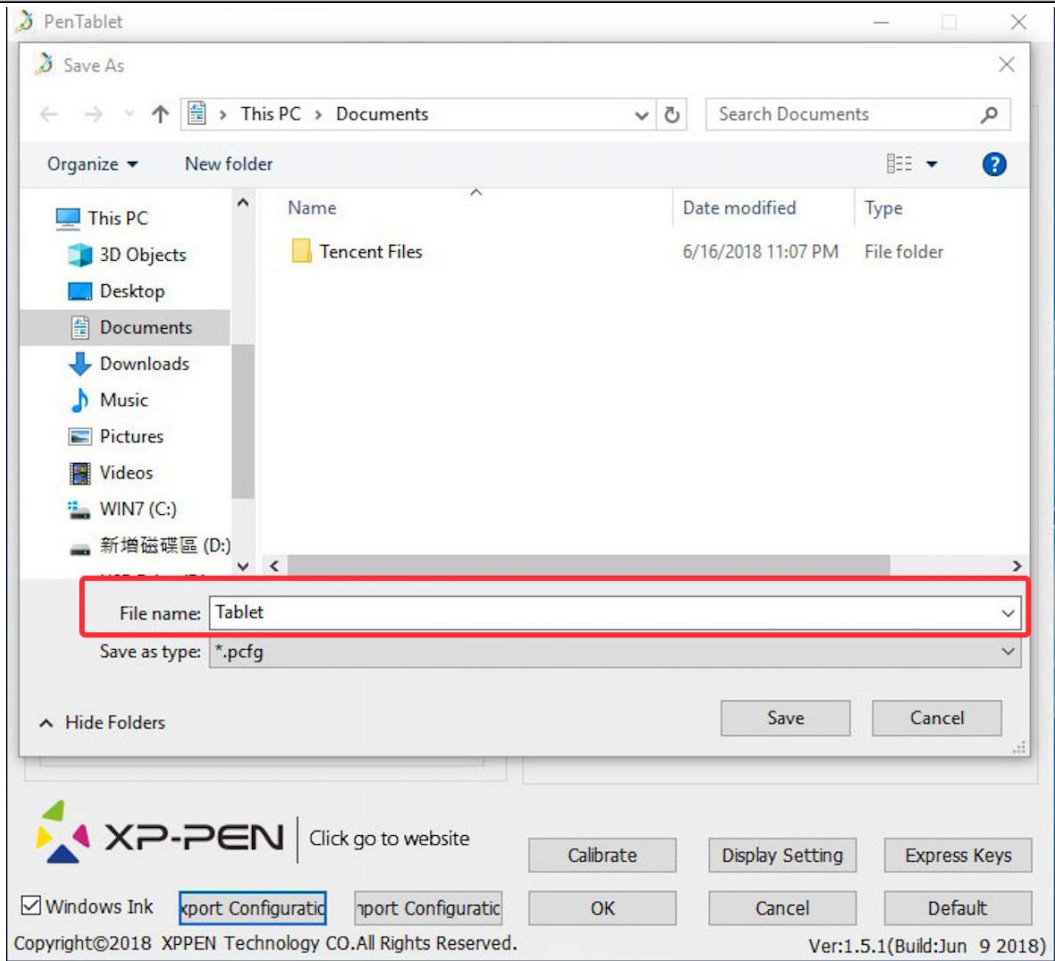 PenTablet
Save As
This PC > Documents
Search Documents
Organize
New folder
Name
Date modified
Type
This PC
3D Objects
Desktop
Documents
Downloads
Music
Pictures
Videos
WIN7 (C:)
新增磁碟區 (D:)
Tencent Files 6/16/2018 11:07 PM File folder
File name: Tablet
Save as type: *.pcfg
Hide Folders
Save
Cancel
XP-PEN
Click go to website
Calibrate
Display Setting
Express Keys
Windows Ink
xport Configuratio
nport Configuratic
OK
Cancel
Default
Copyright©2018 XPPEN Technology CO.All Rights Reserved.
Ver:1.5.1(Build:Jun 9 2018)